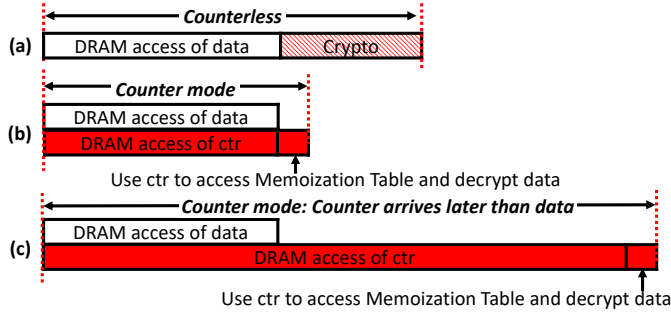 Counterless
(a)
DRAM access of data
Crypto
Counter mode
(b)
DRAM access of data
DRAM access of ctr
Use ctr to access Memoization Table and decrypt data
Counter mode: Counter arrives later than data
(c)
DRAM access of data
DRAM access of ctr
Use ctr to access Memoization Table and decrypt data